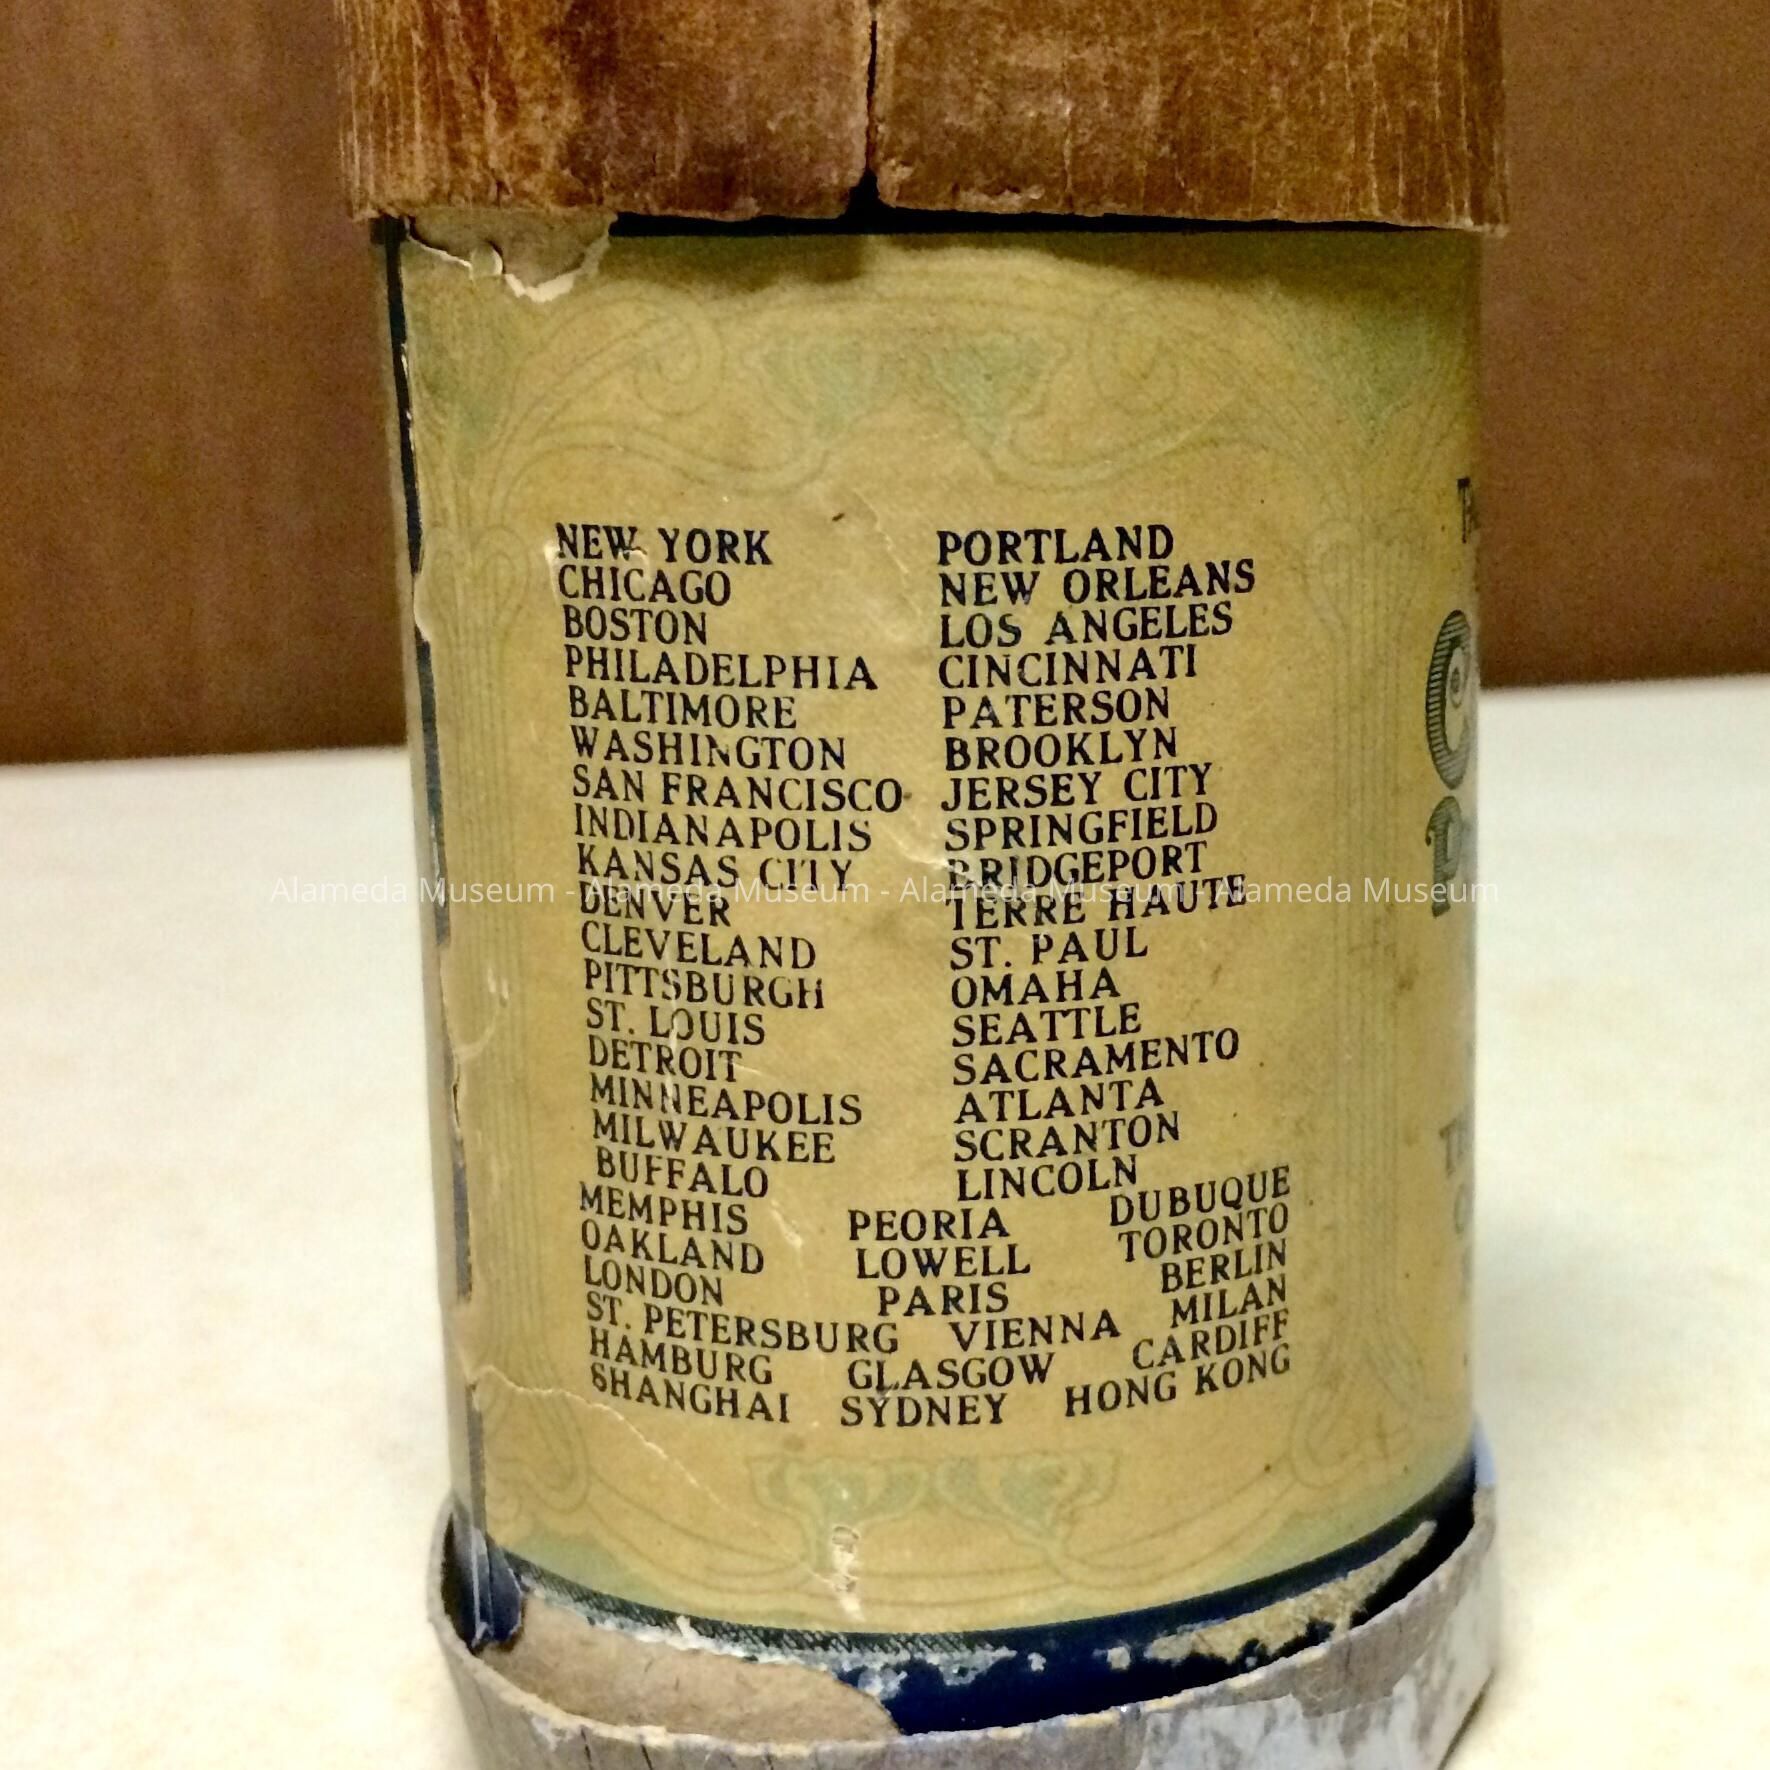 NEW YORK PORTLAND
CHICAGO NEW ORLEANS
BOSTON LOS ANGELES
PHILADELPHIA CINCINNATI
BALTIMORE PATERSON
WASHINGTON BROOKLYN
SAN FRANCISCO JERSEY CITY
INDIANAPOLIS SPRINGFIELD
KANSAS CITY BRIDGEPORT
Alameda Museum - Alameda Museum - Alameda Museum - Alameda Museum
DENVER TERRE HAUTE
CLEVELAND ST. PAUL
PITTSBURGH OMAHA
ST. LOUIS SEATTLE
DETROIT SACRAMENTO
MINNEAPOLIS ATLANTA
MILWAUKEE SCRANTON
BUFFALO LINCOLN
MEMPHIS PEORIA DUBUQUE
OAKLAND LOWELL TORONTO
LONDON PARIS BERLIN
ST. PETERSBURG VIENNA MILAN
HAMBURG GLASGOW CARDIFF
SHANGHAI SYDNEY HONG KONG